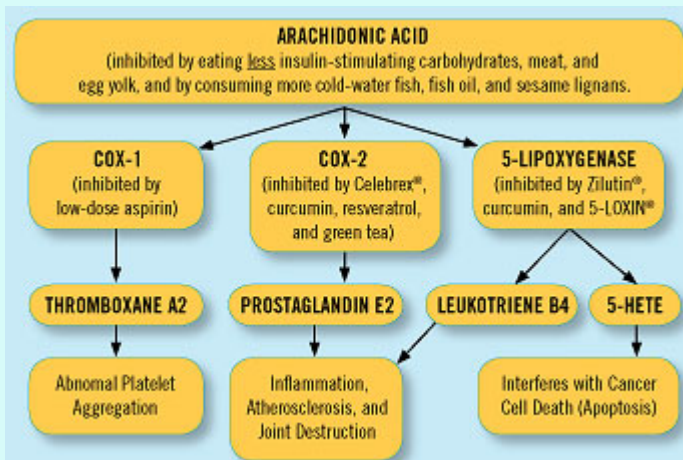 ARACHIDONIC ACID
(inhibited by eating less insulin-stimulating carbohydrates, meat, and
egg yolk, and by consuming more cold-water fish, fish oil, and sesame lignans.
COX-1
(inhibited by
low-dose aspirin)
COX-2
(inhibited by Celebrex®,
curcumin, resveratrol,
and green tea)
5-LIPOXYGENASE
(inhibited by Zilutin®,
curcumin, and 5-LOXIN®
THROMBOXANE A2
PROSTAGLANDIN E2
LEUKOTRIENE B4
5-HETE
Abnomal Platelet
Aggregation
Inflammation,
Atherosclerosis, and
Joint Destruction
Interferes with Cancer
Cell Death (Apoptosis)